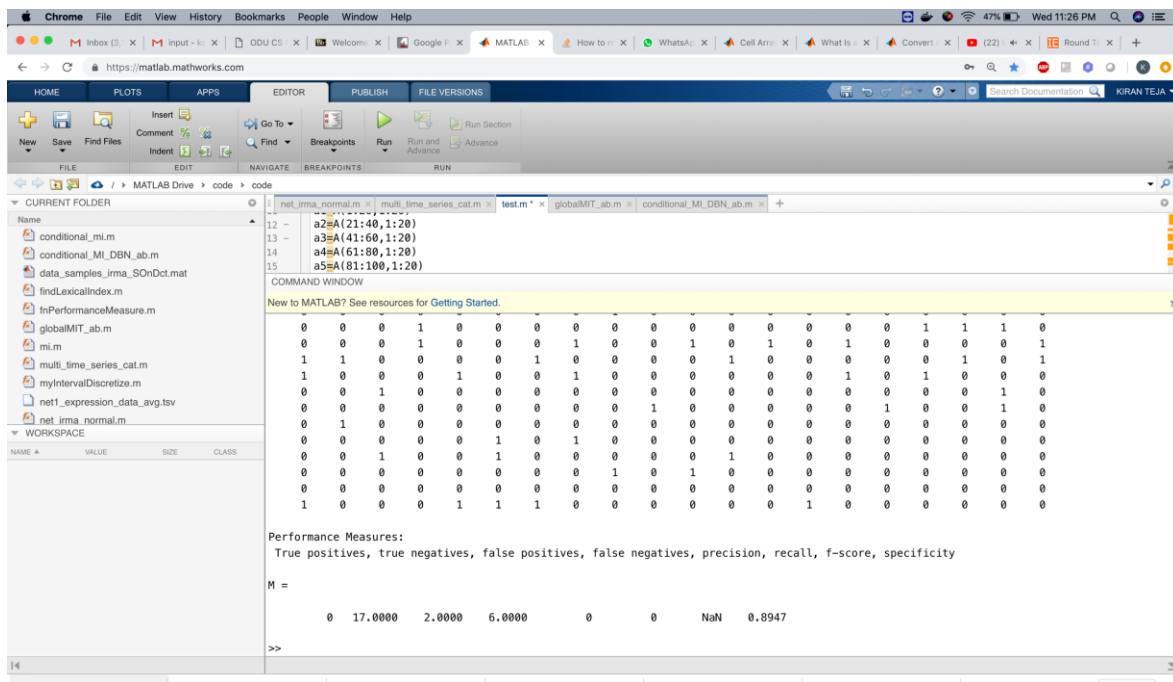 Chrome File Edit View History Bookmarks People Window Help 47% Wed 11:26 PM
Inbox (3, input - k ODU CS Welcome Google P MATLAB How to r WhatsAp Cell Arra What Is a Convert (22) Round T
https://matlab.mathworks.com
HOME PLOTS APPS EDITOR PUBLISH FILE VERSIONS Search Documentation KIRAN TEJA
New Save Find Files Insert Comment Indent Go To Find Breakpoints Run Run and Advance Run Section Advance
FILE EDIT NAVIGATE BREAKPOINTS RUN
/ > MATLAB Drive > code > code
CURRENT FOLDER
Name
conditional_mi.m
conditional_MI_DBN_ab.m
data_samples_irma_SOnDct.mat
findLexicalIndex.m
fnPerformanceMeasure.m
globalMIT_ab.m
mi.m
multi_time_series_cat.m
myIntervalDiscretize.m
net1_expression_data_avg.tsv
net_irma_normal.m
WORKSPACE
NAME VALUE SIZE CLASS
net_irma_normal.m × multi_time_series_cat.m × test.m * × globalMIT_ab.m × conditional_MI_DBN_ab.m × +
12 – a2=A(21:40,1:20)
13 – a3=A(41:60,1:20)
14 a4=A(61:80,1:20)
15 a5=A(81:100,1:20)
COMMAND WINDOW
New to MATLAB? See resources for Getting Started.
0 0 0 1 0 0 0 0 0 0 0 0 0 0 0 0 1 1 1 0
0 0 0 1 0 0 0 1 0 0 1 0 1 0 1 0 0 0 0 1
1 1 0 0 0 0 1 0 0 0 0 1 0 0 0 0 0 1 0 1
1 0 0 0 1 0 0 1 0 0 0 0 0 0 1 0 1 0 0 0
0 0 1 0 0 0 0 0 0 0 0 0 0 0 0 0 0 0 1 0
0 0 0 0 0 0 0 0 0 1 0 0 0 0 0 1 0 0 1 0
0 1 0 0 0 0 0 0 0 0 0 0 0 0 0 0 0 0 0 0
0 0 0 0 0 1 0 1 0 0 0 0 0 0 0 0 0 0 0 0
0 0 1 0 0 1 0 0 0 0 0 1 0 0 0 0 0 0 0 0
0 0 0 0 0 0 0 0 1 0 1 0 0 0 0 0 0 0 0 0
0 0 0 0 0 0 0 0 0 0 0 0 0 0 0 0 0 0 0 0
1 0 0 0 1 1 1 0 0 0 0 0 0 1 0 0 0 0 0 0
Performance Measures:
True positives, true negatives, false positives, false negatives, precision, recall, f-score, specificity
M =
0 17.0000 2.0000 6.0000 0 0 NaN 0.8947
>>